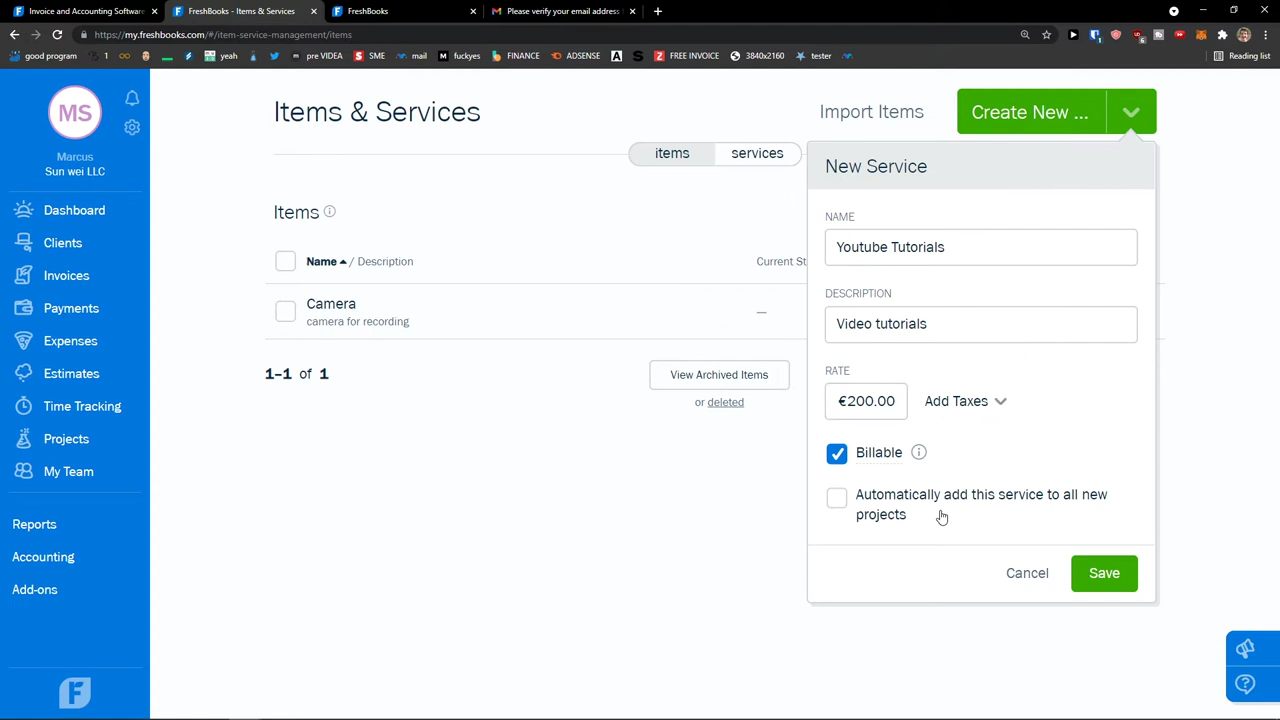 Invoice and Accounting Software
FreshBooks - Items & Services
FreshBooks
Please verify your email address
https://my.freshbooks.com/#/item-service-management/items
good program
1
yeah
pre VIDEA
SME
mail
fuckyes
FINANCE
ADSENSE
FREE INVOICE
3840x2160
tester
Reading list
MS
Marcus
Sun wei LLC
Dashboard
Clients
Invoices
Payments
Expenses
Estimates
Time Tracking
Projects
My Team
Reports
Accounting
Add-ons
Items & Services
Import Items
Create New ...
items
services
Items
Name / Description
Current St
Camera
camera for recording
—
1–1 of 1
View Archived Items
or deleted
New Service
NAME
Youtube Tutorials
DESCRIPTION
Video tutorials
RATE
€200.00
Add Taxes
Billable
Automatically add this service to all new
projects
Cancel
Save